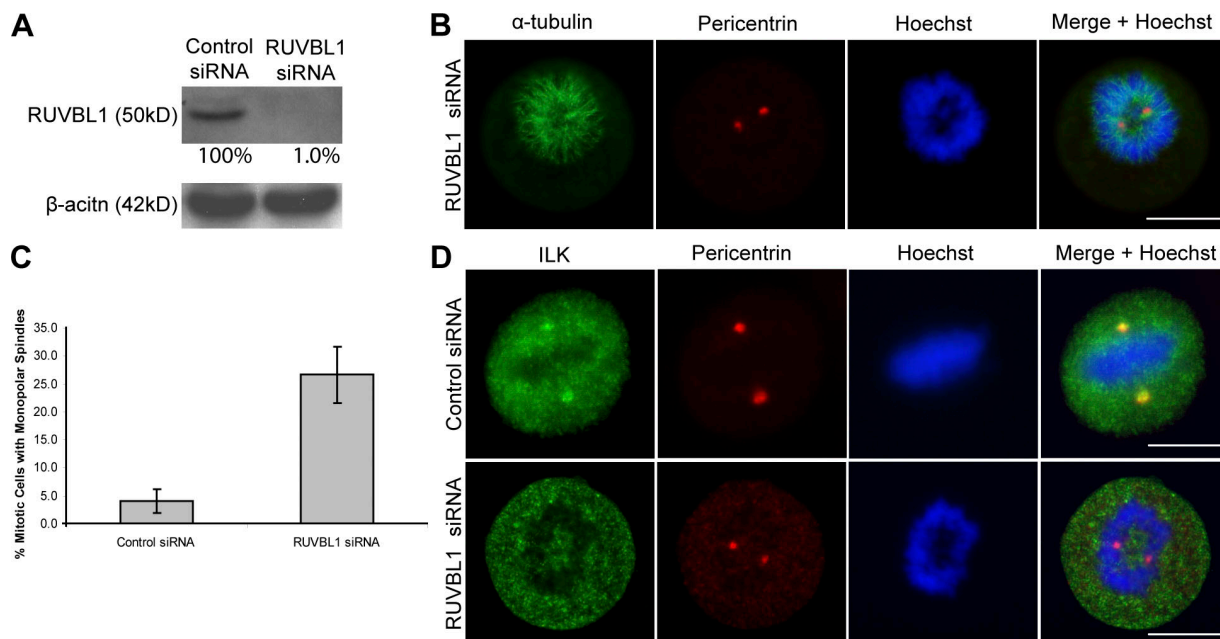 A
Control
siRNA
RUVBL1
siRNA
RUVBL1 (50kD)
100%
1.0%
β-acitn (42kD)
B
α-tubulin
Pericentrin
Hoechst
Merge + Hoechst
RUVBL1 siRNA
C
% Mitotic Cells with Monopolar Spindles
35.0
30.0
25.0
20.0
15.0
10.0
5.0
0.0
Control siRNA
RUVBL1 siRNA
D
ILK
Pericentrin
Hoechst
Merge + Hoechst
Control siRNA
RUVBL1 siRNA